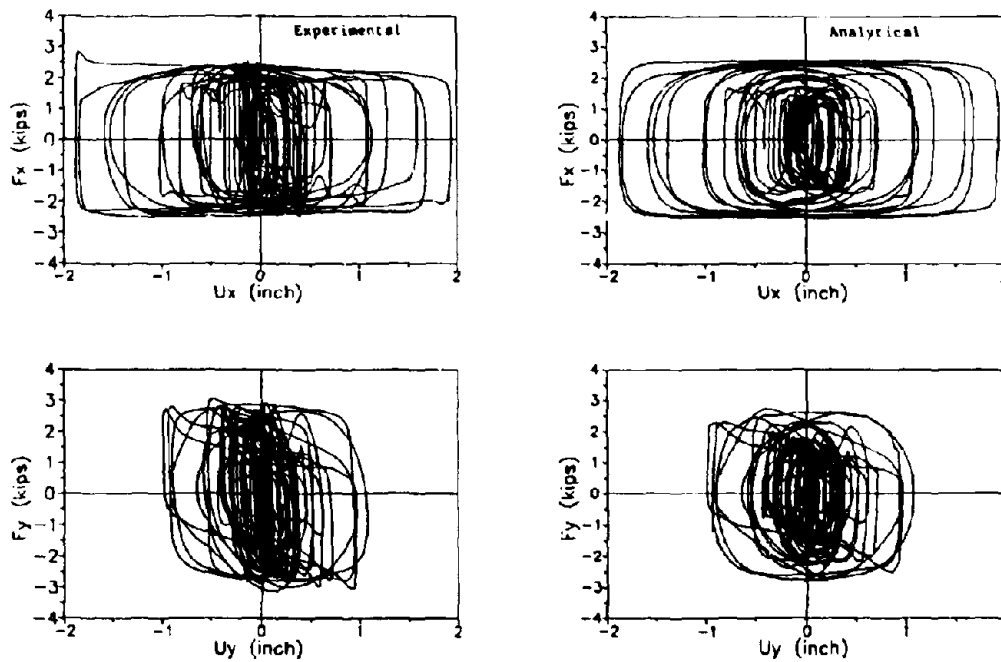 Experimental
4
3
2
1
0
-1
-2
-3
-4
Fx (kips)
-2 -1 0 1 2
Ux (inch)
Analytical
4
3
2
1
0
-1
-2
-3
-4
Fx (kips)
-2 -1 0 1
Ux (inch)
4
3
2
1
0
-1
-2
-3
-4
Fy (kips)
-2 -1 0 1 2
Uy (inch)
4
3
2
1
0
-1
-2
-3
-4
Fy (kips)
-2 -1 0 1
Uy (inch)